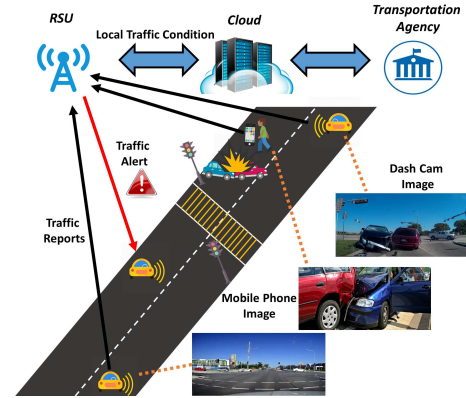 RSU
Local Traffic Condition
Cloud
Transportation
Agency
Traffic
Alert
Traffic
Reports
Dash Cam
Image
Mobile Phone
Image